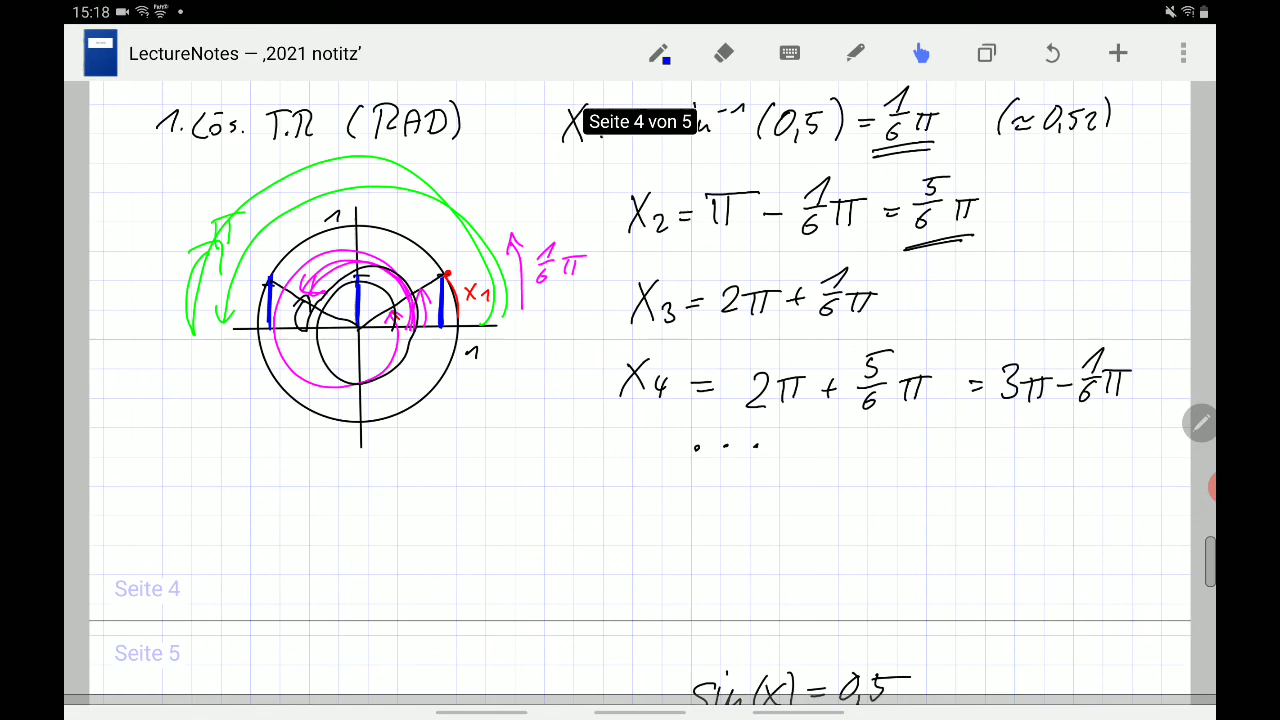 15:18
LectureNotes — ‚2021 notitz’
1. Lös. T.R (RAD)
Seite 4 von 5
X sin⁻¹ (0,5) = 1/6 π (≈ 0,52)
X₂ = π − 1/6 π = 5/6 π
X₃ = 2π + 1/6 π
X₄ = 2π + 5/6 π = 3π − 1/6 π
. . .
1
π
1/6 π
X1
1
Seite 4
Seite 5
sin(x) = 0,5